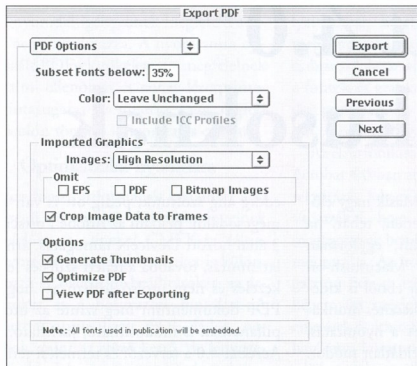 Export PDF
PDF Options
Export
Subset Fonts below: 35%
Cancel
Color: Leave Unchanged
Previous
Include ICC Profiles
Next
Imported Graphics
Images: High Resolution
Omit
EPS PDF Bitmap Images
Crop Image Data to Frames
Options
Generate Thumbnails
Optimize PDF
View PDF after Exporting
Note: All fonts used in publication will be embedded.